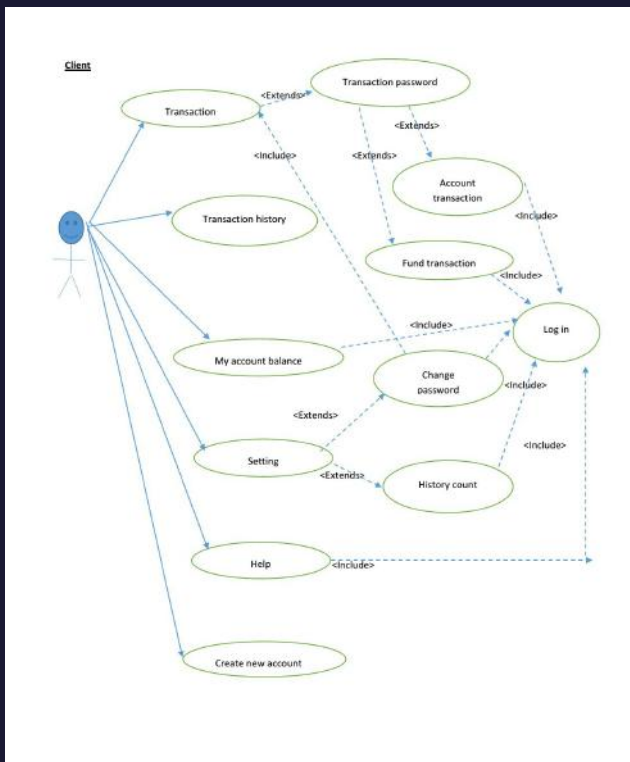 Client
Transaction password
<Extends>
Transaction
<Extends>
<Include>
<Extends>
Account
transaction
Transaction history
<Include>
Fund transaction
<Include>
<Include>
Log in
My account balance
Change
password
<Include>
<Extends>
<Include>
Setting
<Extends>
History count
Help
<Include>
Create new account